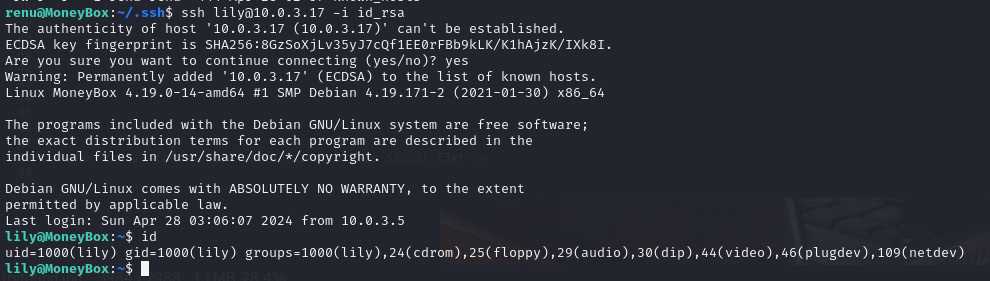 renu@MoneyBox:~/.ssh$ ssh lily@10.0.3.17 -i id_rsa
The authenticity of host '10.0.3.17 (10.0.3.17)' can't be established.
ECDSA key fingerprint is SHA256:8GzSoXjLv35yJ7cQf1EE0rFBb9kLK/K1hAjzK/IXk8I.
Are you sure you want to continue connecting (yes/no)? yes
Warning: Permanently added '10.0.3.17' (ECDSA) to the list of known hosts.
Linux MoneyBox 4.19.0-14-amd64 #1 SMP Debian 4.19.171-2 (2021-01-30) x86_64
The programs included with the Debian GNU/Linux system are free software;
the exact distribution terms for each program are described in the
individual files in /usr/share/doc/*/copyright.
Debian GNU/Linux comes with ABSOLUTELY NO WARRANTY, to the extent
permitted by applicable law.
Last login: Sun Apr 28 03:06:07 2024 from 10.0.3.5
lily@MoneyBox:~$ id
uid=1000(lily) gid=1000(lily) groups=1000(lily),24(cdrom),25(floppy),29(audio),30(dip),44(video),46(plugdev),109(netdev)
lily@MoneyBox:~$